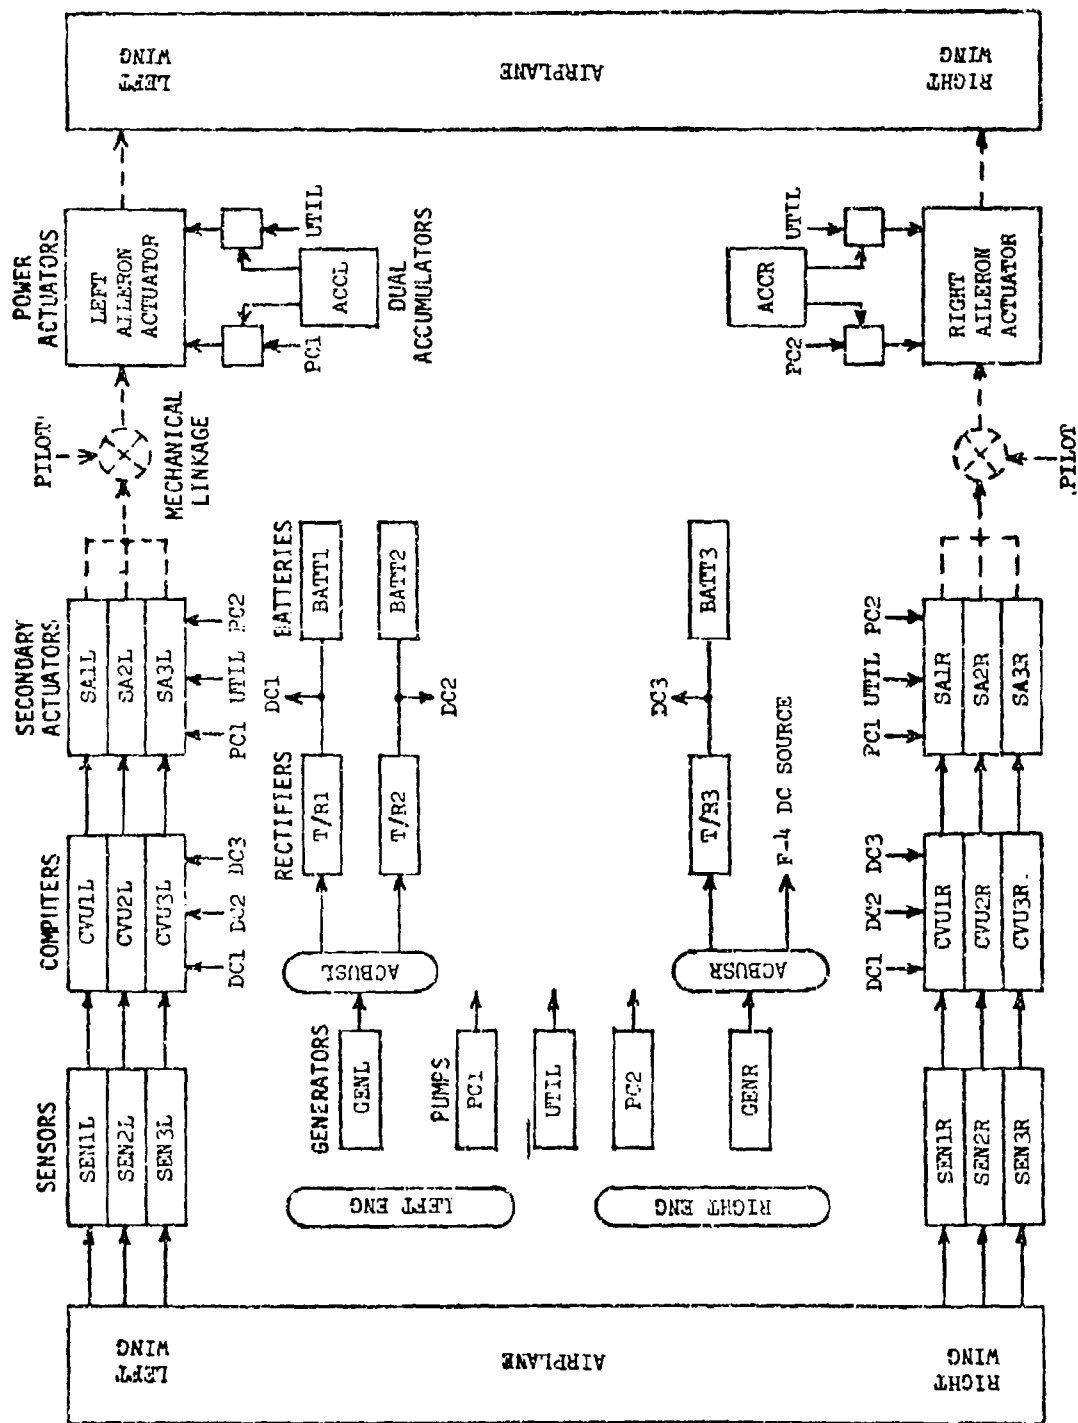 SENSORS
COMPUTERS
SECONDARY
ACTUATORS
PILOT
POWER
ACTUATORS
LEFT
WING
SEN1L
SEN2L
SEN3L
CVU1L
CVU2L
CVU3L
SA1L
SA2L
SA3L
MECHANICAL
LINKAGE
LEFT
AILERON
ACTUATOR
LEFT
WING
DC1 DC2 DC3
PC1 UTIL PC2
PC1
UTIL
ACCL
DUAL
ACCUMULATORS
GENERATORS
RECTIFIERS
BATTERIES
DC1
LEFT ENG
GENL
ACBUSL
T/R1
BATT1
T/R2
BATT2
DC2
PUMPS
PC1
UTIL
PC2
AIRPLANE
AIRPLANE
RIGHT ENG
GENR
ACBUSR
DC3
T/R3
BATT3
F-4 DC SOURCE
ACCR
PC2
UTIL
DC1 DC2 DC3
PC1 UTIL PC2
RIGHT
WING
SEN1R
SEN2R
SEN3R
CVU1R
CVU2R
CVU3R
SA1R
SA2R
SA3R
RIGHT
AILERON
ACTUATOR
RIGHT
WING
PILOT